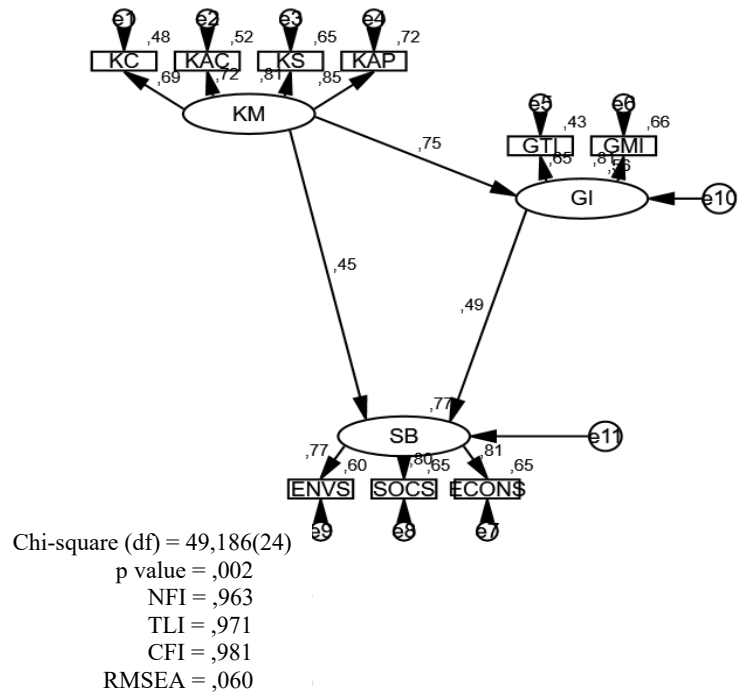 e1 e2 e3 e4
,48 ,52 ,65 ,72
KC KAC KS KAP
,69 ,72 ,81 ,85
KM
e5 e6
,75 ,43 ,66
GTI GMI
,65 ,81 ,56
GI e10
,45
,49
,77
SB e11
,77 ,60 ,80 ,65 ,81 ,65
ENVS SOCS ECONS
e9 e8 e7
Chi-square (df) = 49,186(24)
p value = ,002
NFI = ,963
TLI = ,971
CFI = ,981
RMSEA = ,060